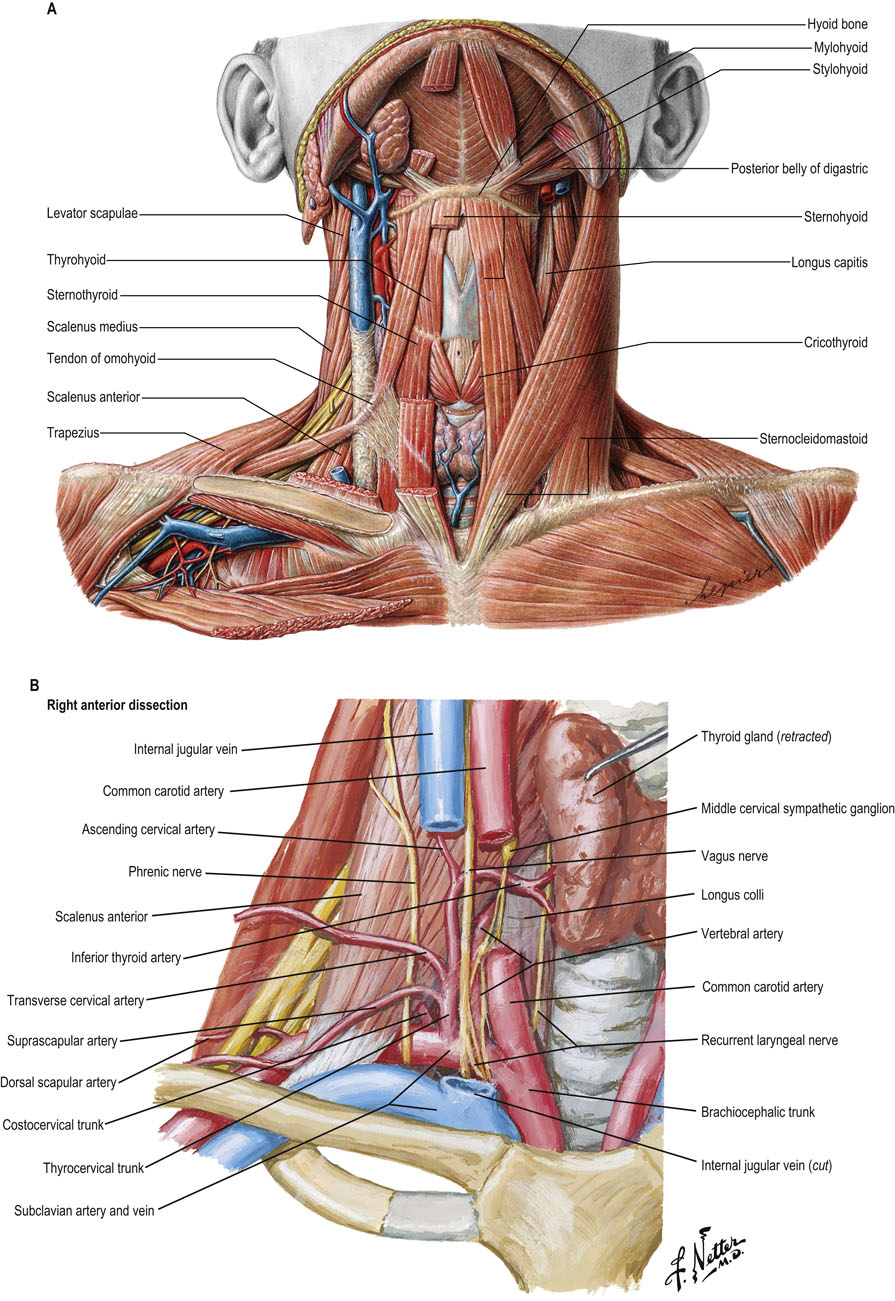 A
Hyoid bone
Mylohyoid
Stylohyoid
Posterior belly of digastric
Levator scapulae
Sternohyoid
Thyrohyoid
Longus capitis
Sternothyroid
Scalenus medius
Cricothyroid
Tendon of omohyoid
Scalenus anterior
Trapezius
Sternocleidomastoid
B
Right anterior dissection
Internal jugular vein
Common carotid artery
Ascending cervical artery
Phrenic nerve
Scalenus anterior
Inferior thyroid artery
Transverse cervical artery
Suprascapular artery
Dorsal scapular artery
Costocervical trunk
Thyrocervical trunk
Subclavian artery and vein
Thyroid gland (retracted)
Middle cervical sympathetic ganglion
Vagus nerve
Longus colli
Vertebral artery
Common carotid artery
Recurrent laryngeal nerve
Brachiocephalic trunk
Internal jugular vein (cut)
F. Netter
M.D.